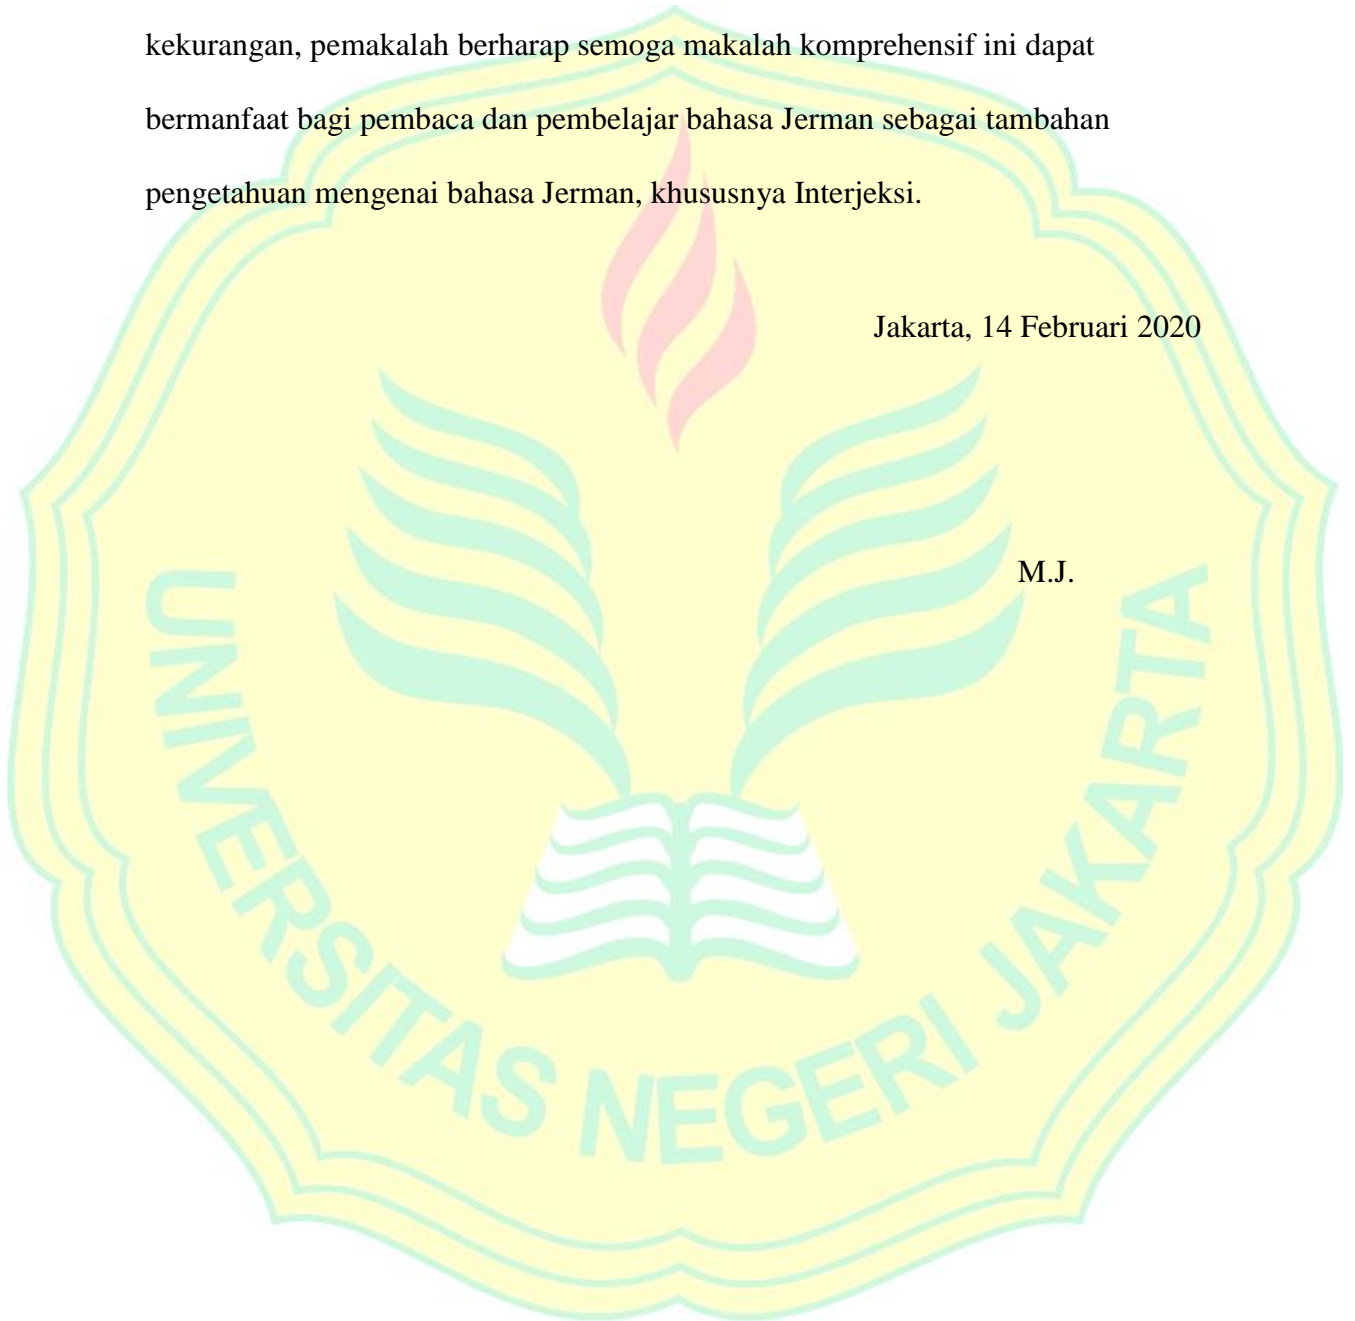 kekurangan, pemakalah berharap semoga makalah komprehensif ini dapat
bermanfaat bagi pembaca dan pembelajar bahasa Jerman sebagai tambahan
pengetahuan mengenai bahasa Jerman, khususnya Interjeksi.
Jakarta, 14 Februari 2020
M.J.
UNIVERSITAS NEGERI JAKARTA